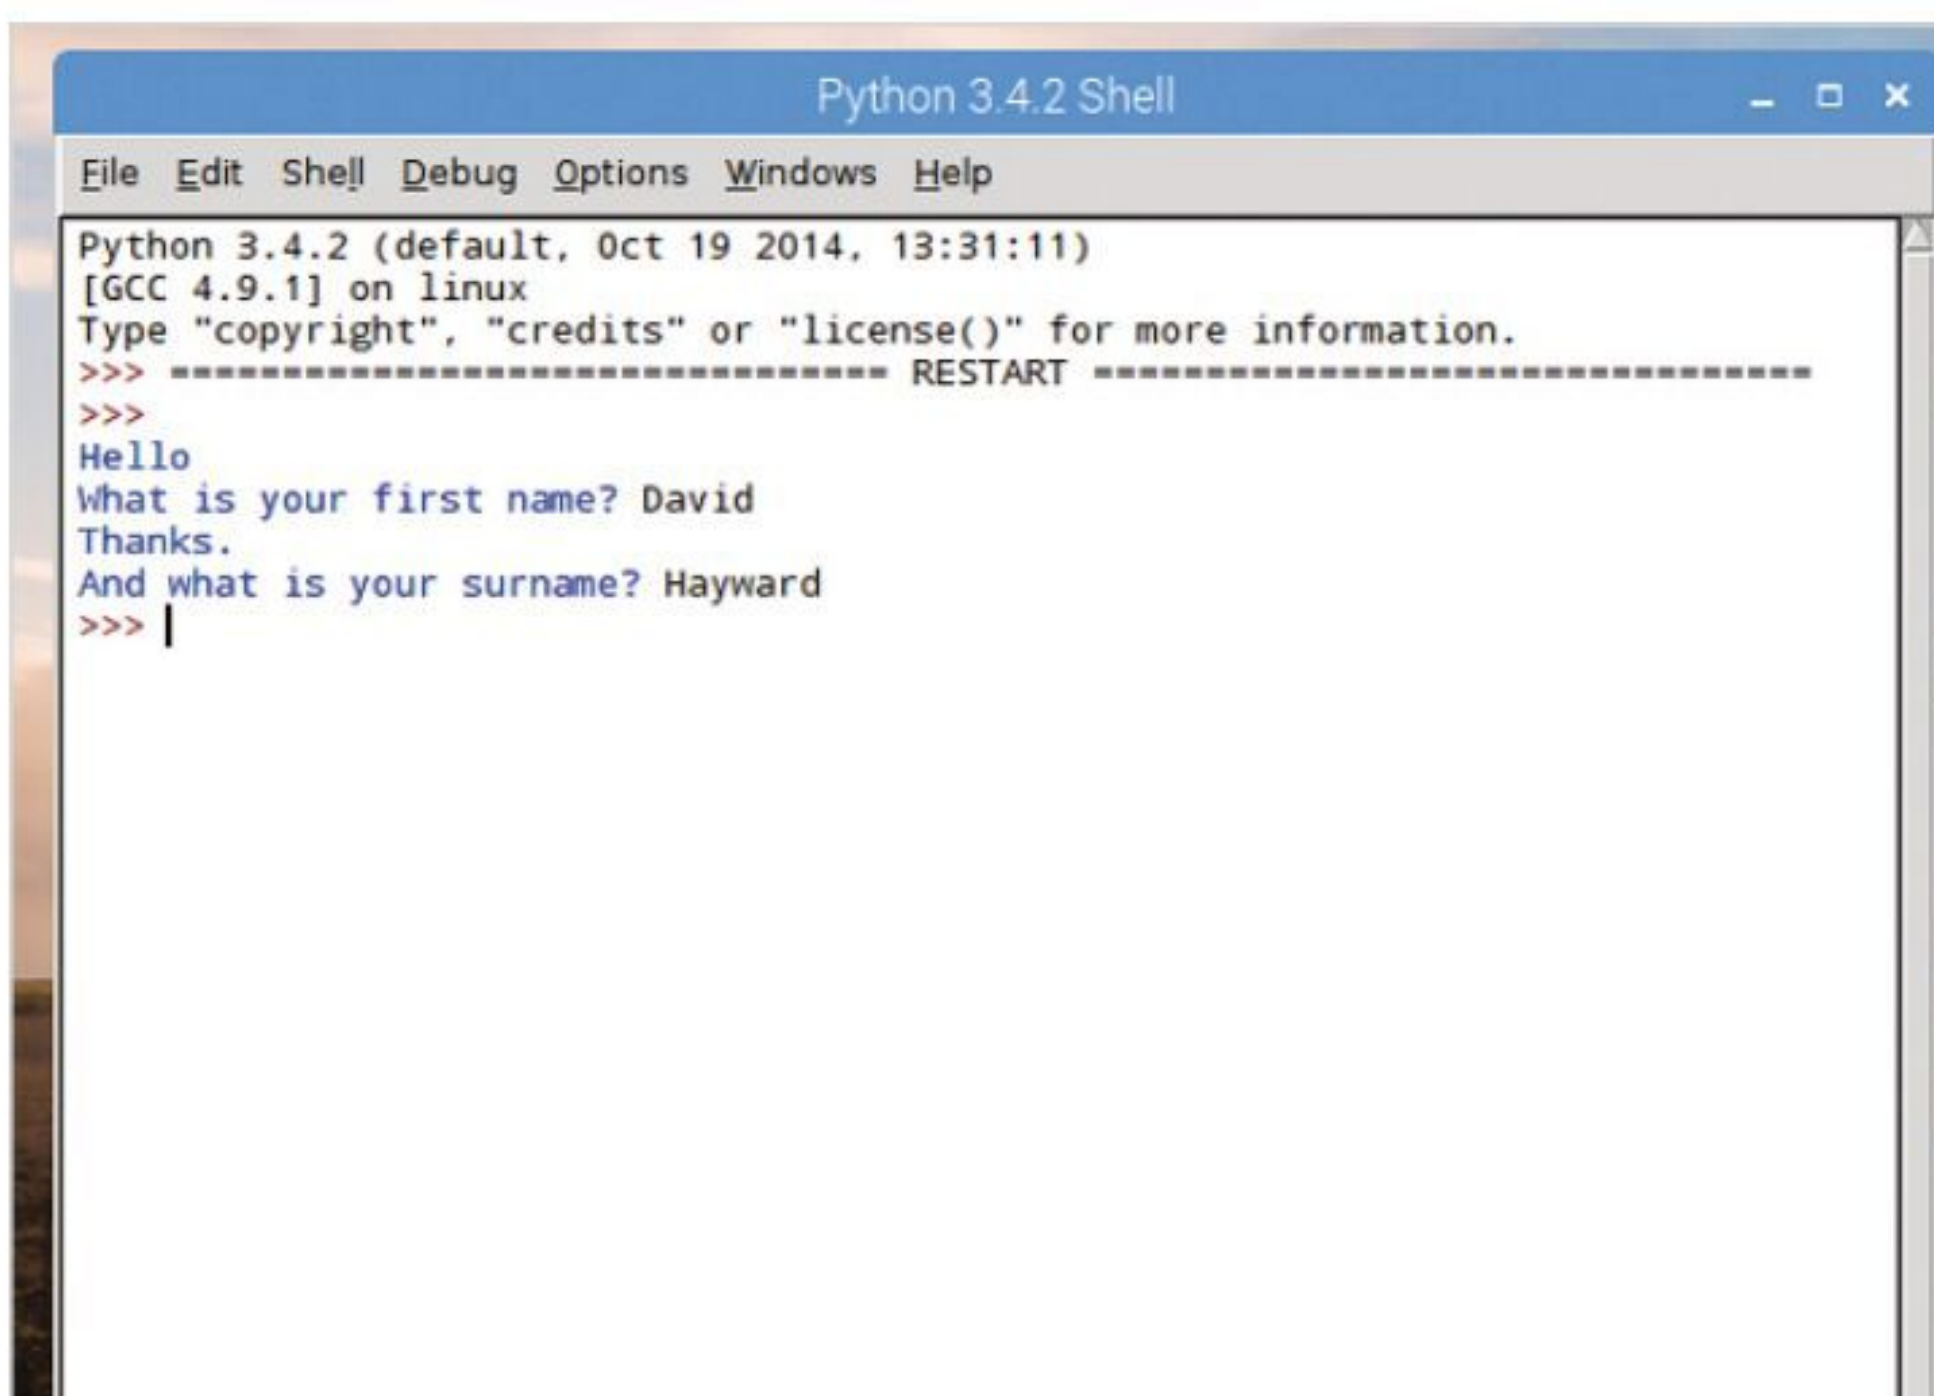 Python 3.4.2 Shell
File Edit Shell Debug Options Windows Help
Python 3.4.2 (default, Oct 19 2014, 13:31:11)
[GCC 4.9.1] on linux
Type "copyright", "credits" or "license()" for more information.
>>> ================================ RESTART ================================
>>>
Hello
What is your first name? David
Thanks.
And what is your surname? Hayward
>>>